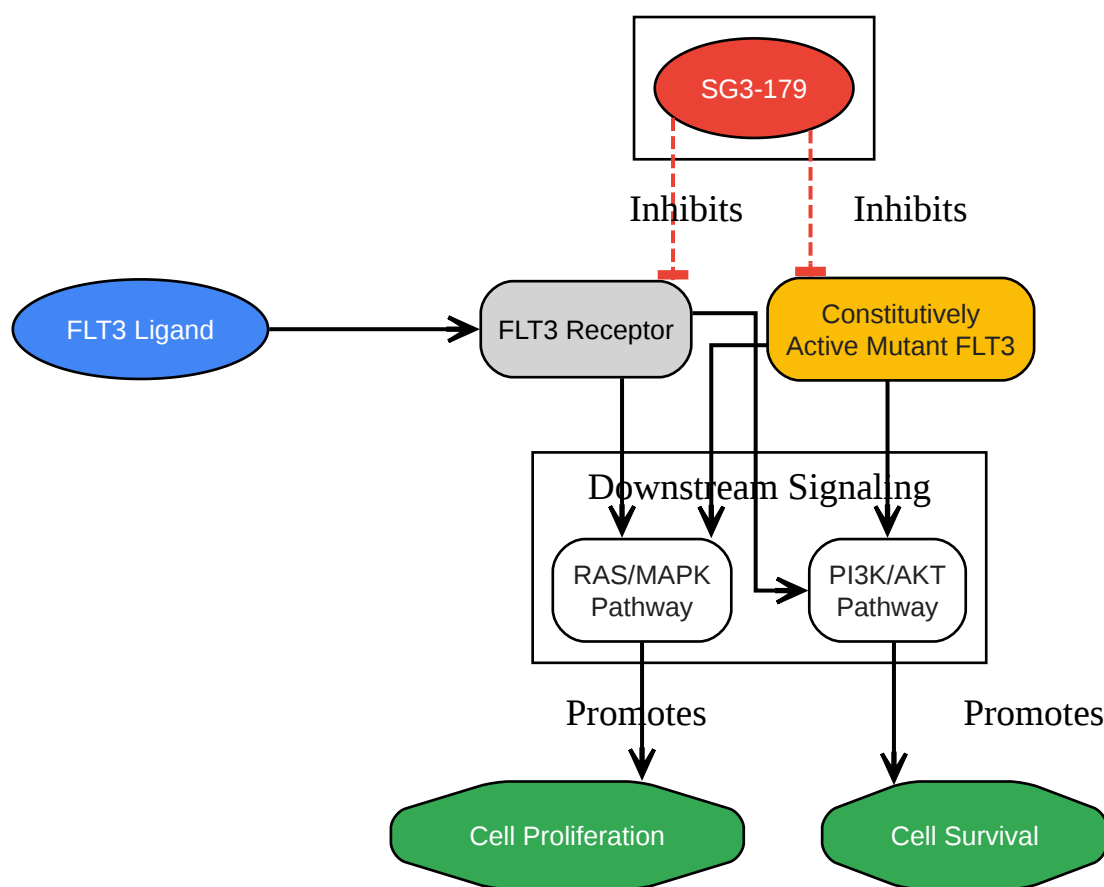 SG3-179
Inhibits
Inhibits
FLT3 Ligand
FLT3 Receptor
Constitutively
Active Mutant FLT3
Downstream Signaling
RAS/MAPK
Pathway
PI3K/AKT
Pathway
Promotes
Promotes
Cell Proliferation
Cell Survival